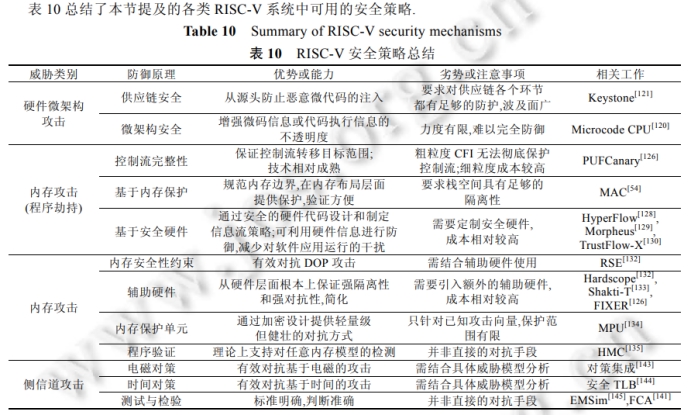 表 10 总结了本节提及的各类 RISC-V 系统中可用的安全策略.
Table 10 Summary of RISC-V security mechanisms
表 10 RISC-V 安全策略总结
威胁类别 防御原理 优势或能力 劣势或注意事项 相关工作
硬件微架构攻击 供应链安全 从源头防止恶意微代码的注入 要求对供应链各个环节都有足够的防护,波及面广 Keystone[121]
微架构安全 增强微码信息或代码执行信息的不透明度 力度有限,难以完全防御 Microcode CPU[120]
内存攻击(程序劫持) 控制流完整性 保证控制流转移目标范围;技术相对成熟 粗粒度 CFI 无法彻底保护控制流;细粒度成本较高 PUFCanary[126]
基于内存保护 规范内存边界,在内存布局层面提供保护,验证方便 要求栈空间具有足够的隔离性 MAC[54]
基于安全硬件 通过安全的硬件代码设计和制定信息流策略;可利用硬件信息进行防御,减少对软件应用运行的干扰 需要定制安全硬件,成本相对较高 HyperFlow[128], Morpheus[129], TrustFlow-X[130]
内存攻击 内存安全性约束 有效对抗 DOP 攻击 需结合辅助硬件使用 RSE[132]
辅助硬件 从硬件层面根本上保证强隔离性和强对抗性,简化 需要引入额外的辅助硬件,成本相对较高 Hardscope[132], Shakti-T[133], FIXER[126]
内存保护单元 通过加密设计提供轻量级但健壮的对抗方式 只针对已知攻击向量,保护范围有限 MPU[134]
程序验证 理论上支持对任意内存模型的检测 并非直接的对抗手段 HMC[135]
侧信道攻击 电磁对策 有效对抗基于电磁的攻击 需结合具体威胁模型分析 对策集成[143]
时间对策 有效对抗基于时间的攻击 需结合具体威胁模型分析 安全 TLB[144]
测试与检验 标准明确,判断准确 并非直接的对抗手段 EMSim[145],FCA[141]